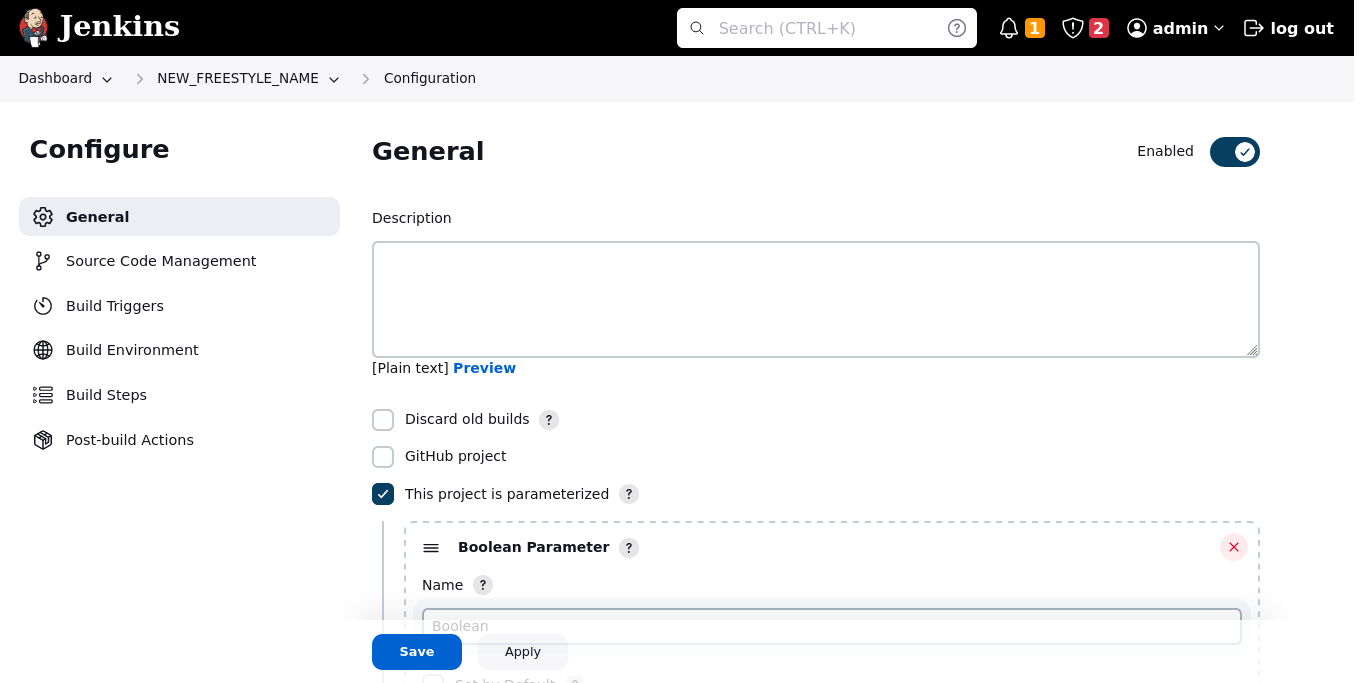 Jenkins
Search (CTRL+K)
1
2
admin
log out
Dashboard
NEW_FREESTYLE_NAME
Configuration
Configure
General
Source Code Management
Build Triggers
Build Environment
Build Steps
Post-build Actions
General
Enabled
Description
[Plain text] Preview
Discard old builds ?
GitHub project
This project is parameterized ?
Boolean Parameter ?
Name ?
Boolean
Save
Apply
Set by Default ?